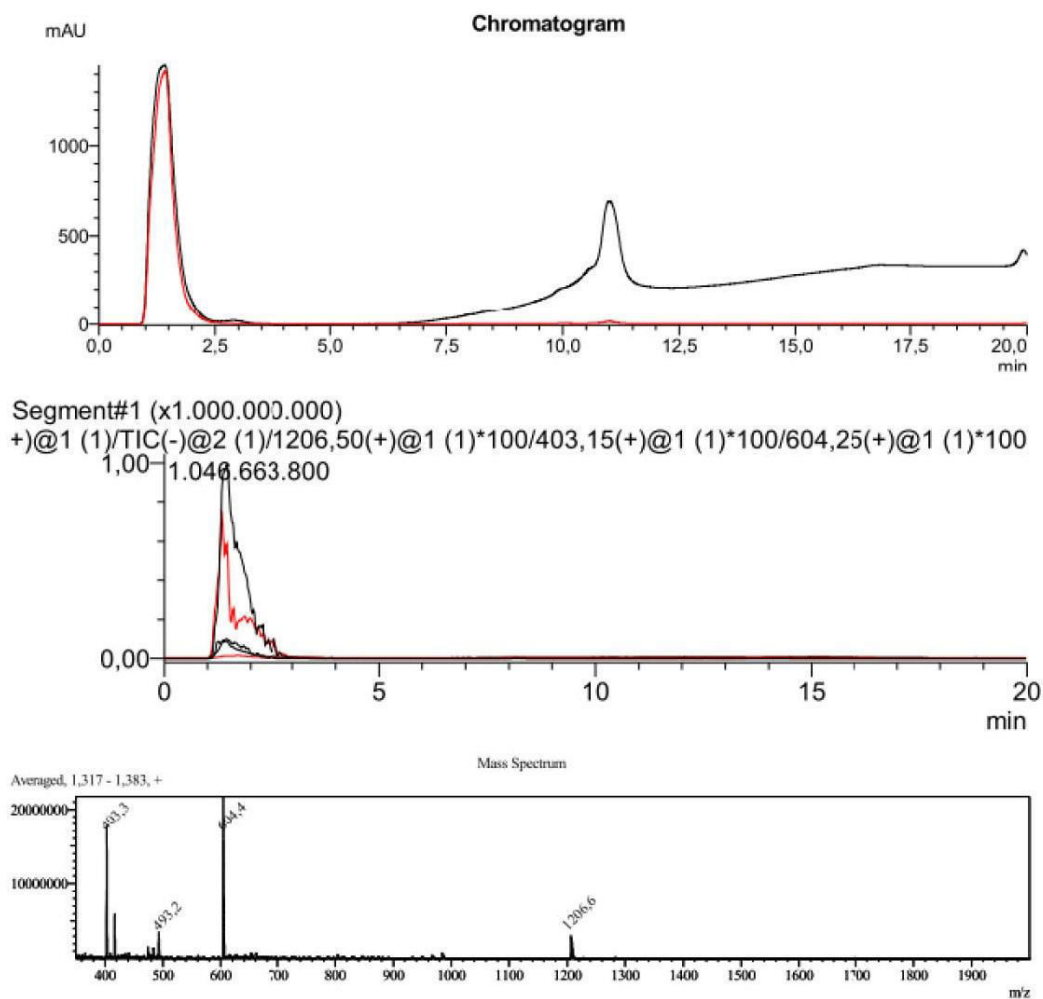 Chromatogram
mAU
1000
500
0
0,0 2,5 5,0 7,5 10,0 12,5 15,0 17,5 20,0
min
Segment#1 (x1.000.000.000)
+)@1 (1)/TIC(-)@2 (1)/1206,50(+)@1 (1)*100/403,15(+)@1 (1)*100/604,25(+)@1 (1)*100
1,00
0,00
0 5 10 15 20
min
Mass Spectrum
Averaged, 1,317 - 1,383, +
20000000
10000000
493,2
604,4
1206,6
400 500 600 700 800 900 1000 1100 1200 1300 1400 1500 1600 1700 1800 1900
m/z